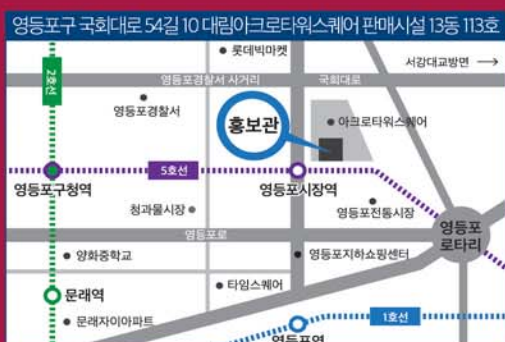 영등포구 국회대로 54길 10 대림아크로타워스퀘어 판매시설 13동 113호
롯데빅마켓
2호선
영등포경찰서 사거리
국회대로
서강대교방면
영등포경찰서
홍보관
아크로타워스퀘어
5호선
영등포구청역
영등포시장역
청과물시장
영등포전통시장
영등포로
영등포
로타리
양화중학교
영등포지하쇼핑센터
문래역
타임스퀘어
문래자이아파트
1호선
영등포역